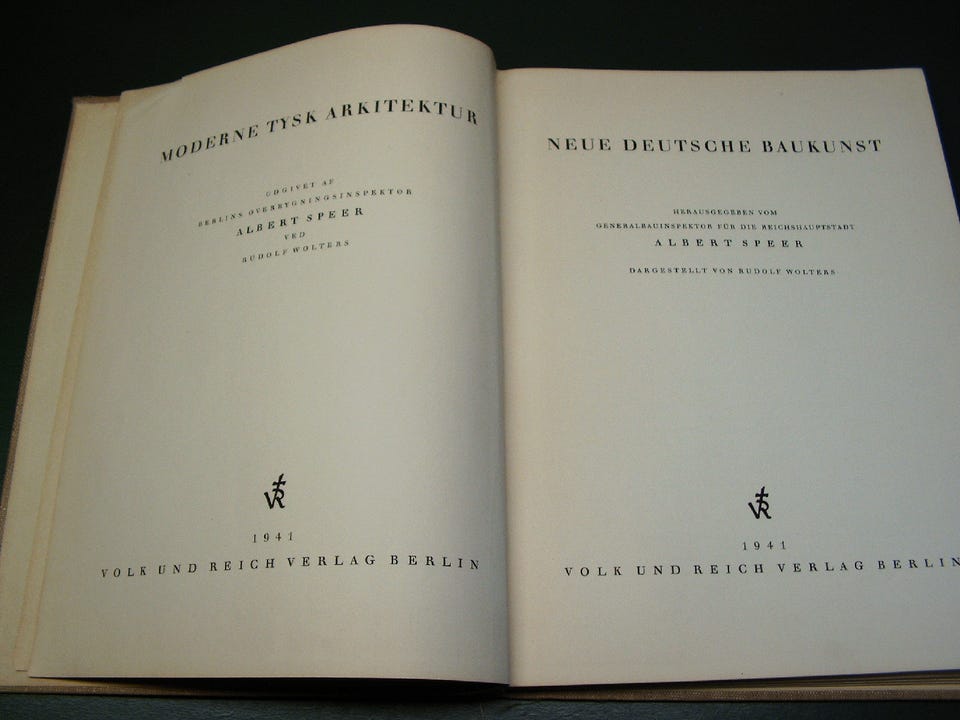 MODERNE TYSK ARKITEKTUR
UDGIVET AF
BERLINS OVERBYGNINGSINSPEKTOR
ALBERT SPEER
VED
RUDOLF WOLTERS
VR
1941
VOLK UND REICH VERLAG BERLIN
NEUE DEUTSCHE BAUKUNST
HERAUSGEGEBEN VOM
GENERALBAUINSPEKTOR FÜR DIE REICHSHAUPTSTADT
ALBERT SPEER
DARGESTELLT VON RUDOLF WOLTERS
VR
1941
VOLK UND REICH VERLAG BERLIN